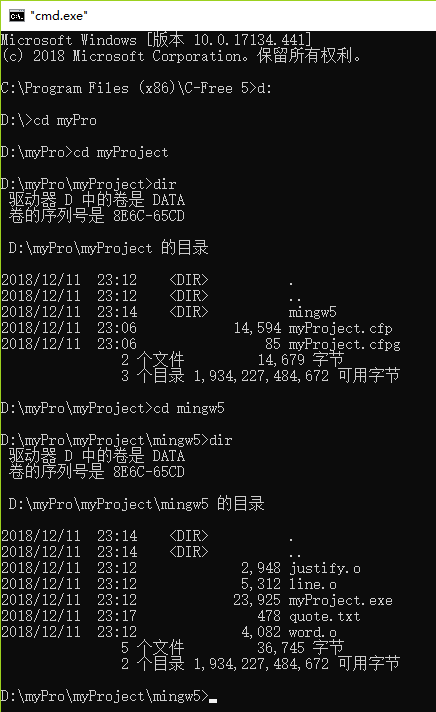 "cmd.exe"
Microsoft Windows [版本 10.0.17134.441]
(c) 2018 Microsoft Corporation。保留所有权利。
C:\Program Files (x86)\C-Free 5>d:
D:\>cd myPro
D:\myPro>cd myProject
D:\myPro\myProject>dir
驱动器 D 中的卷是 DATA
卷的序列号是 8E6C-65CD
D:\myPro\myProject 的目录
2018/12/11  23:12    <DIR>          .
2018/12/11  23:12    <DIR>          ..
2018/12/11  23:14    <DIR>          mingw5
2018/12/11  23:06            14,594 myProject.cfp
2018/12/11  23:06                85 myProject.cfpg
2 个文件         14,679 字节
3 个目录 1,934,227,484,672 可用字节
D:\myPro\myProject>cd mingw5
D:\myPro\myProject\mingw5>dir
驱动器 D 中的卷是 DATA
卷的序列号是 8E6C-65CD
D:\myPro\myProject\mingw5 的目录
2018/12/11  23:14    <DIR>          .
2018/12/11  23:14    <DIR>          ..
2018/12/11  23:12             2,948 justify.o
2018/12/11  23:12             5,312 line.o
2018/12/11  23:12            23,925 myProject.exe
2018/12/11  23:17               478 quote.txt
2018/12/11  23:12             4,082 word.o
5 个文件         36,745 字节
2 个目录 1,934,227,484,672 可用字节
D:\myPro\myProject\mingw5>